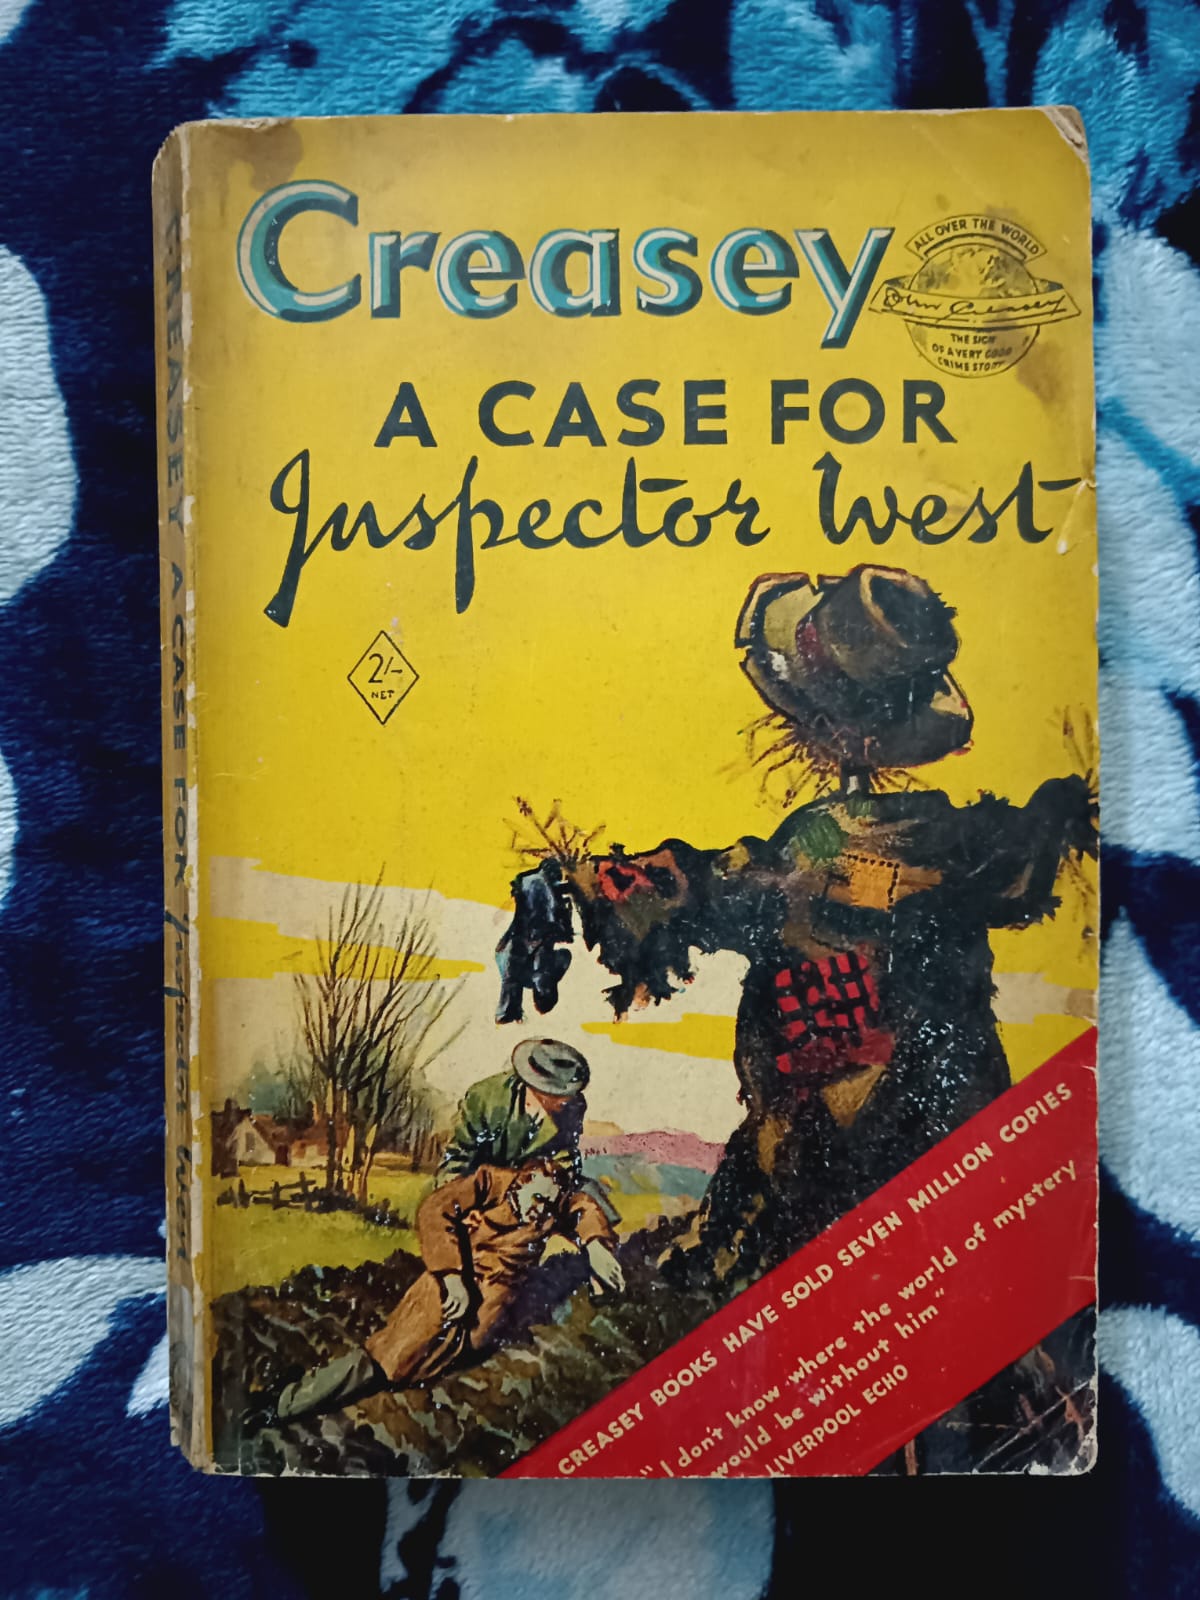 Creasey
ALL OVER THE WORLD
John Creasey
THE SIGN
OF A VERY GOOD
CRIME STORY
A CASE FOR
Inspector West
2/-
NET
CREASEY BOOKS HAVE SOLD SEVEN MILLION COPIES
"I don't know where the world of mystery
would be without him"
LIVERPOOL ECHO
CREASEY A CASE FOR Inspector West